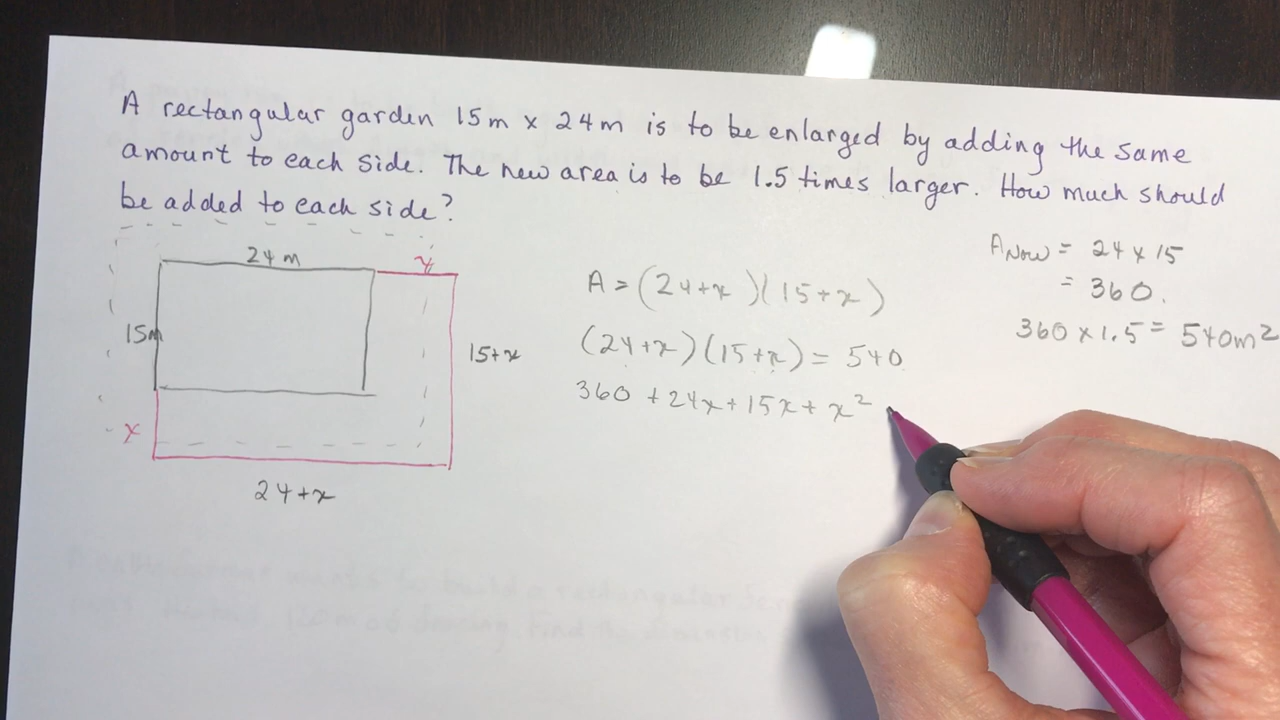 A rectangular garden 15m x 24m is to be enlarged by adding the same
amount to each side. The new area is to be 1.5 times larger. How much should
be added to each side?
24 m
x
15m
15+x
x
24+x
A = (24+x)(15+x)
(24+x)(15+x) = 540
360 + 24x + 15x + x²
A Now = 24 x 15
= 360.
360 x 1.5 = 540m²